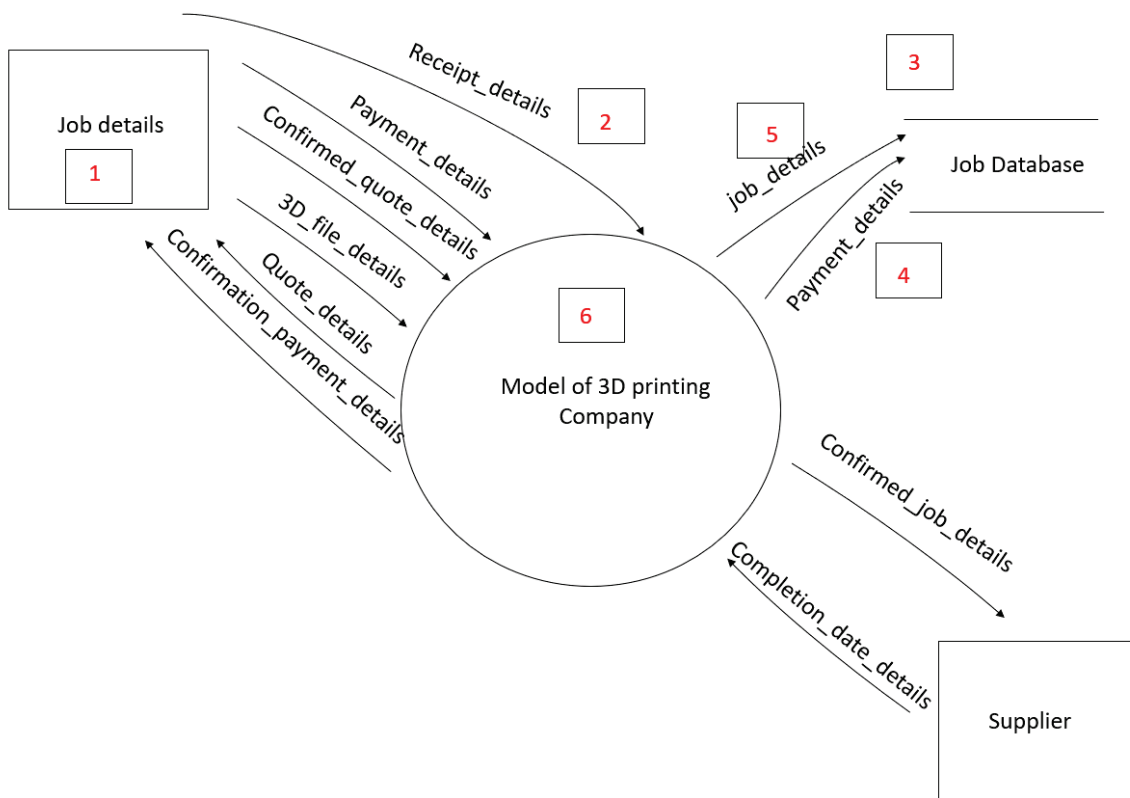 Receipt_details
3
2
5
Payment_details
Job details
Confirmed_quote_details
1
job_details
Job Database
3D_file_details
Payment_details
Quote_details
Confirmation_payment_details
4
6
Model of 3D printing
Company
Confirmed_job_details
Completion_date_details
Supplier